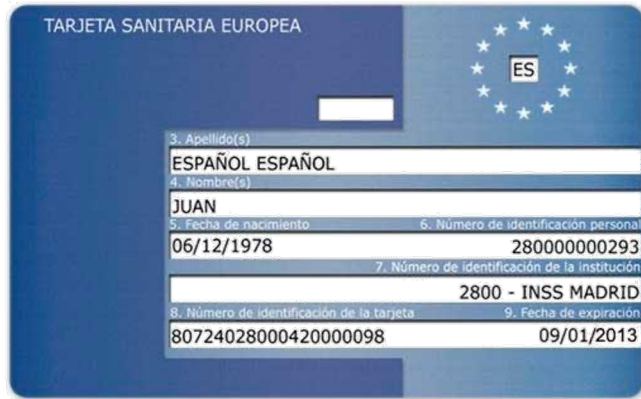 TARJETA SANITARIA EUROPEA
ES
3. Apellido(s)
ESPAÑOL ESPAÑOL
4. Nombre(s)
JUAN
5. Fecha de nacimiento 6. Número de identificación personal
06/12/1978 280000000293
7. Número de identificación de la institución
2800 - INSS MADRID
8. Número de identificación de la tarjeta 9. Fecha de expiración
80724028000420000098 09/01/2013